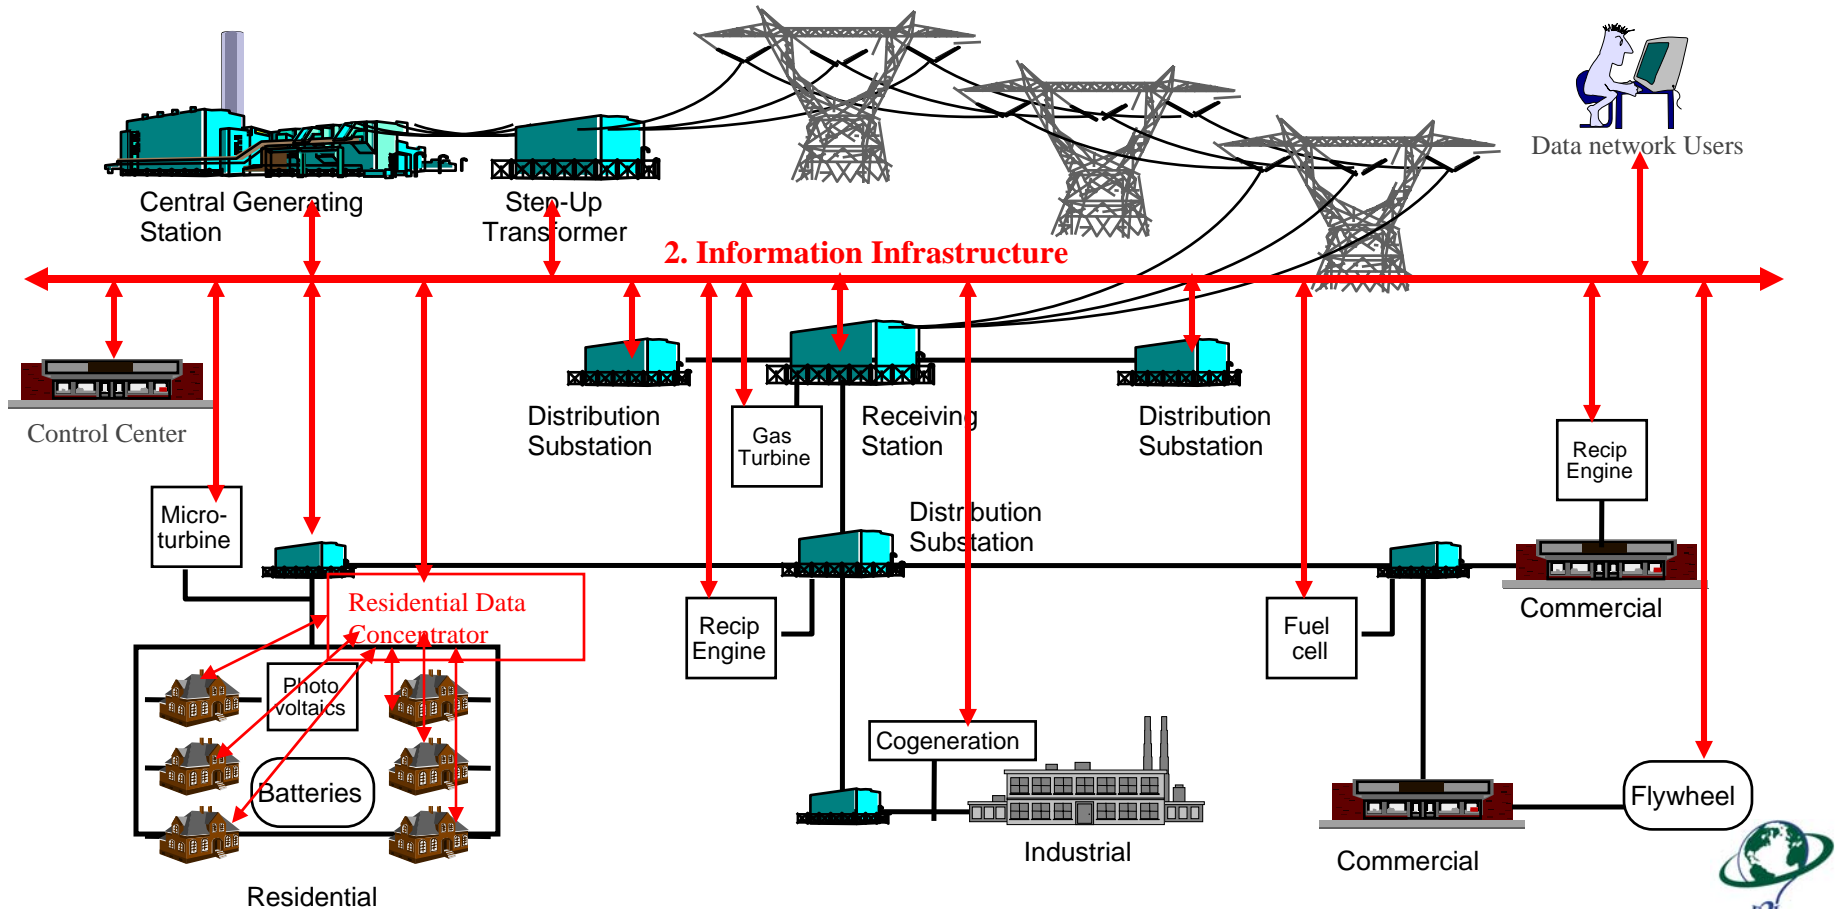 Data network Users
Central Generating
Station
Step-Up
Transformer
2. Information Infrastructure
Control Center
Distribution
Substation
Gas
Turbine
Receiving
Station
Distribution
Substation
Recip
Engine
Micro-
turbine
Distribution
Substation
Residential Data
Concentrator
Recip
Engine
Fuel
cell
Commercial
Photo
voltaics
Batteries
Cogeneration
Flywheel
Industrial
Commercial
Residential